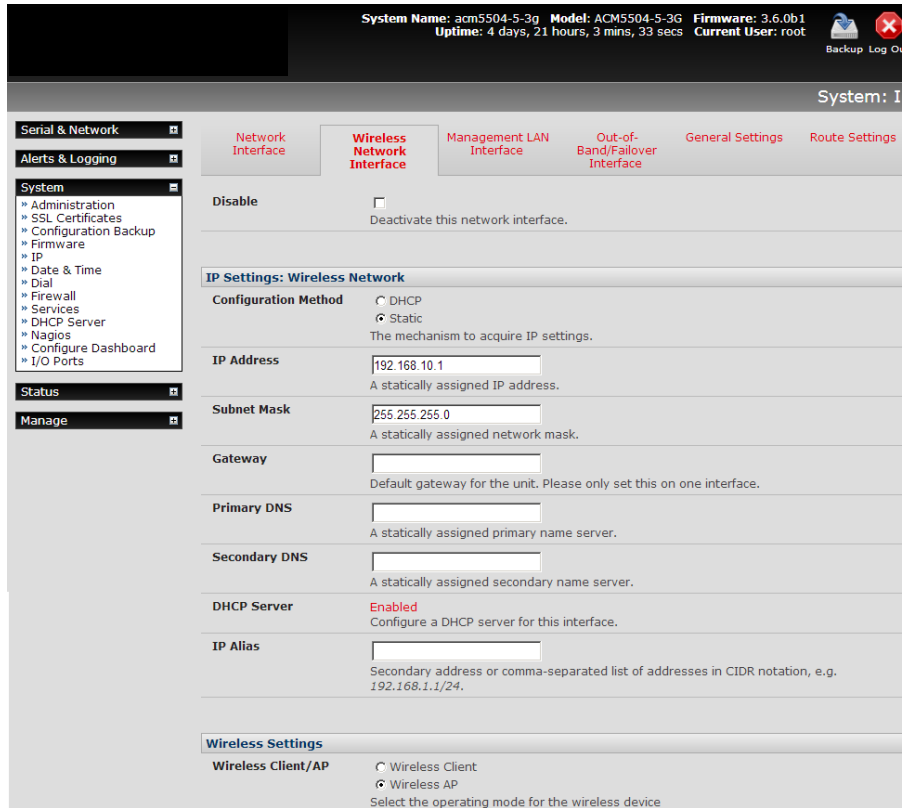 System Name: acm5504-5-3g Model: ACM5504-5-3G Firmware: 3.6.0b1
Uptime: 4 days, 21 hours, 3 mins, 33 secs Current User: root
Backup Log Ou
System: I
Serial & Network
Alerts & Logging
System
» Administration
» SSL Certificates
» Configuration Backup
» Firmware
» IP
» Date & Time
» Dial
» Firewall
» Services
» DHCP Server
» Nagios
» Configure Dashboard
» I/O Ports
Status
Manage
Network
Interface
Wireless
Network
Interface
Management LAN
Interface
Out-of-
Band/Failover
Interface
General Settings
Route Settings
Disable
Deactivate this network interface.
IP Settings: Wireless Network
Configuration Method
DHCP
Static
The mechanism to acquire IP settings.
IP Address
192.168.10.1
A statically assigned IP address.
Subnet Mask
255.255.255.0
A statically assigned network mask.
Gateway
Default gateway for the unit. Please only set this on one interface.
Primary DNS
A statically assigned primary name server.
Secondary DNS
A statically assigned secondary name server.
DHCP Server
Enabled
Configure a DHCP server for this interface.
IP Alias
Secondary address or comma-separated list of addresses in CIDR notation, e.g.
192.168.1.1/24.
Wireless Settings
Wireless Client/AP
Wireless Client
Wireless AP
Select the operating mode for the wireless device